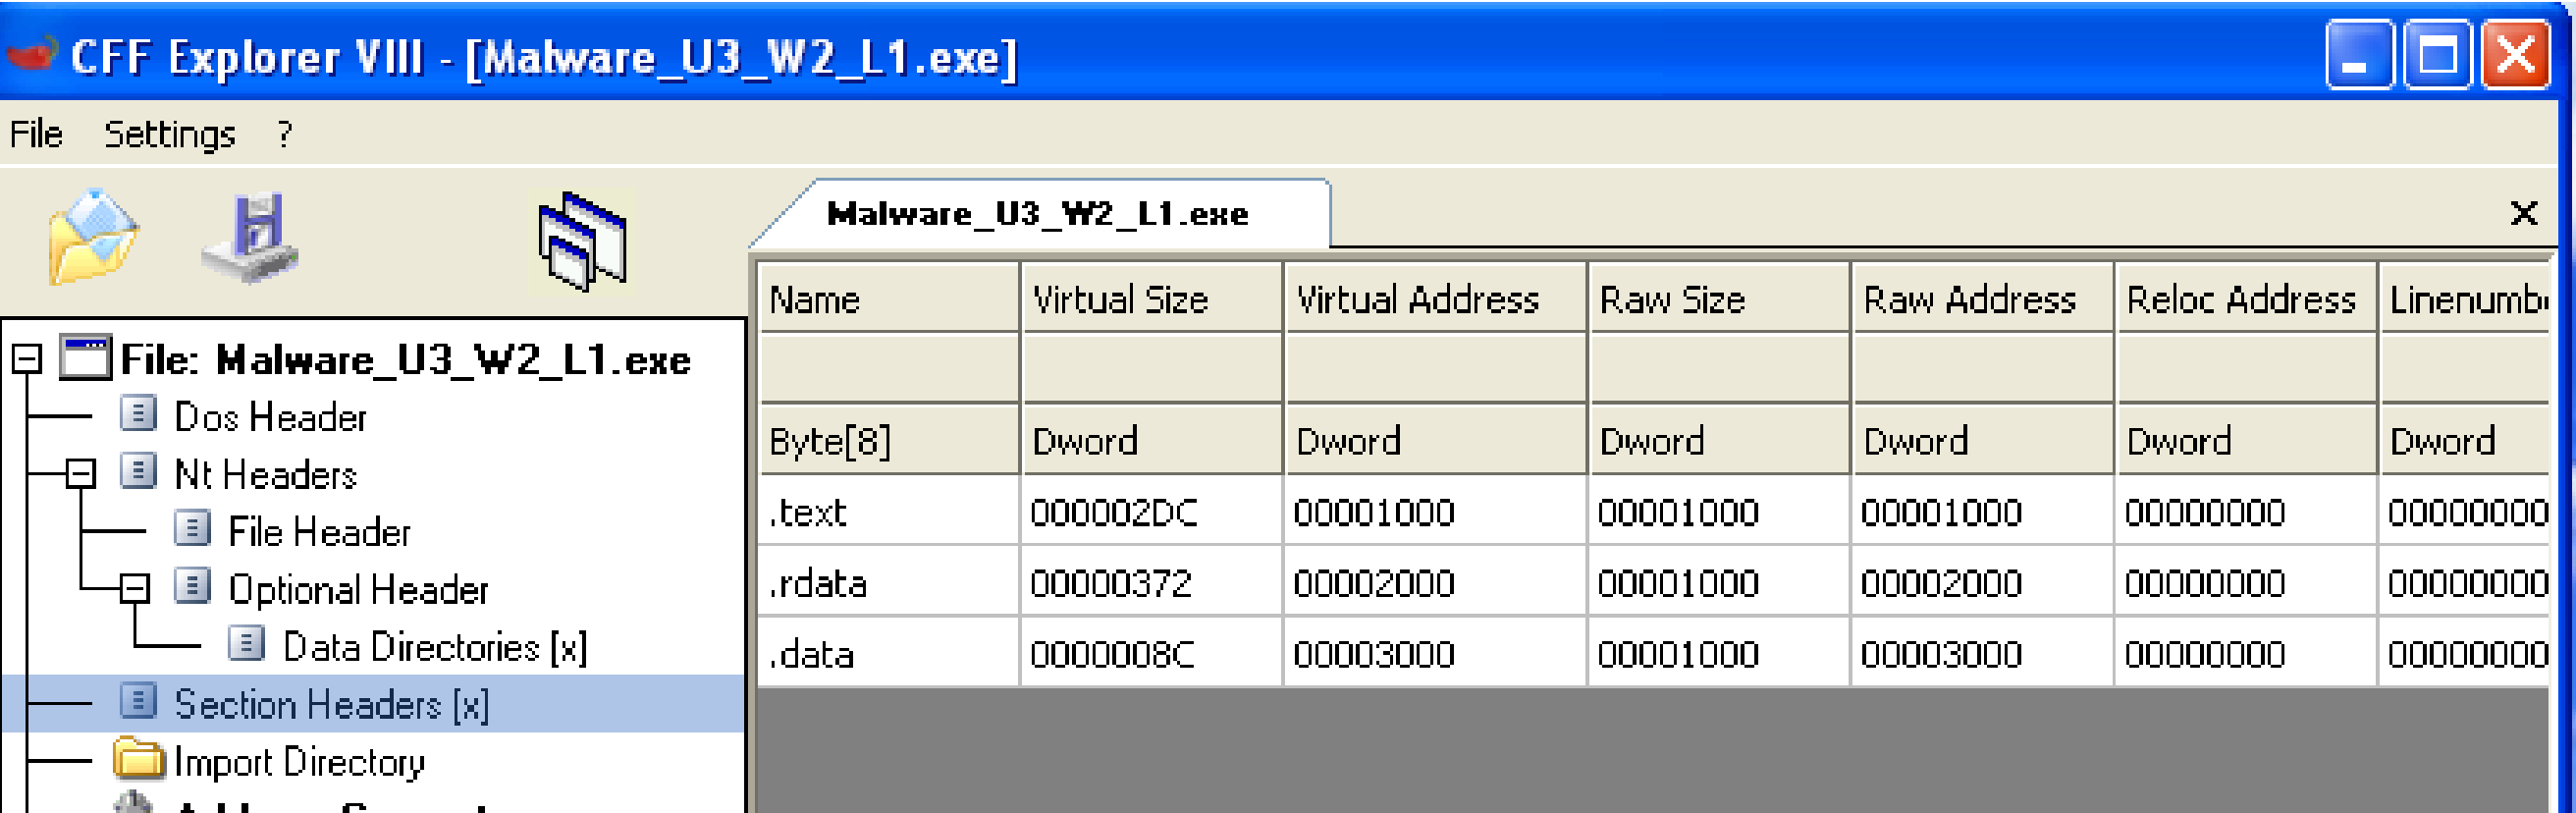 CFF Explorer VIII - [Malware_U3_W2_L1.exe]
File Settings ?
Malware_U3_W2_L1.exe
File: Malware_U3_W2_L1.exe
Dos Header
Nt Headers
File Header
Optional Header
Data Directories [x]
Section Headers [x]
Import Directory
Name Virtual Size Virtual Address Raw Size Raw Address Reloc Address
Byte[8] Dword Dword Dword Dword Dword Dword
.text 000002DC 00001000 00001000 00001000 00000000 00000000
.rdata 00000372 00002000 00001000 00002000 00000000 00000000
.data 0000008C 00003000 00001000 00003000 00000000 00000000